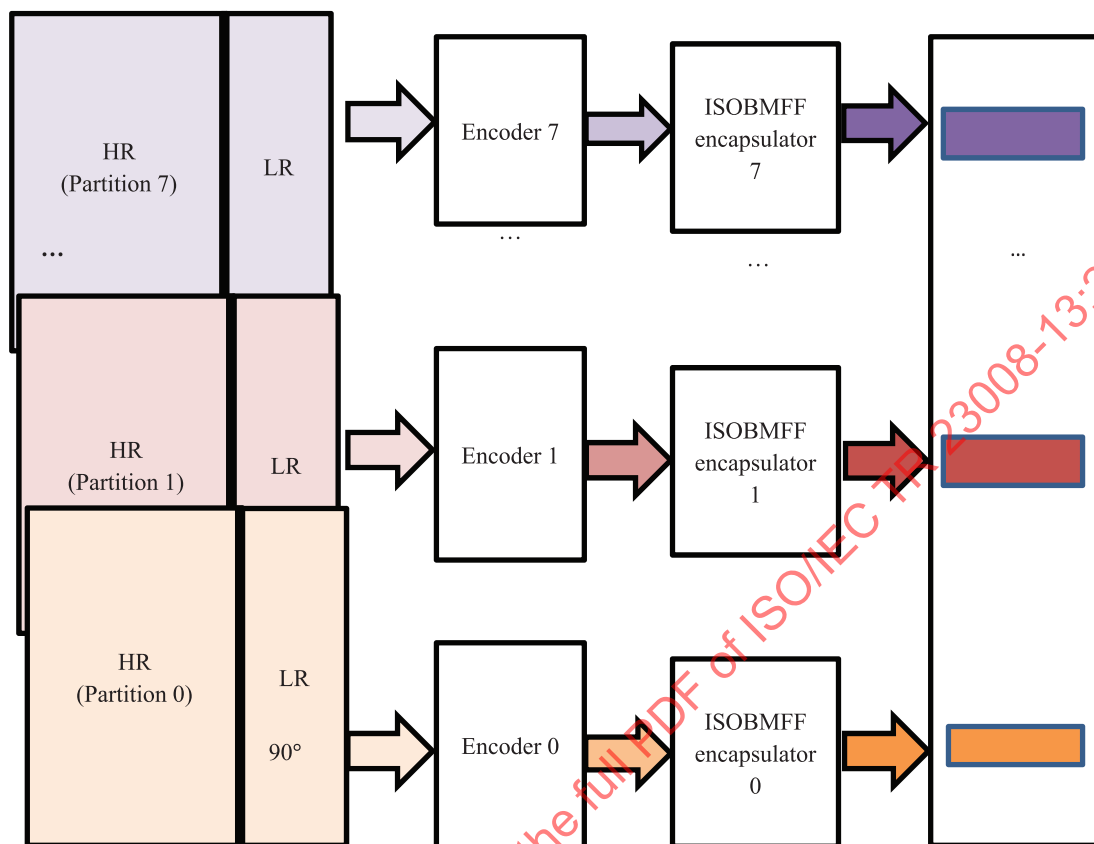 HR
(Partition 7)
LR
...
Encoder 7
...
ISOBMFF
encapsulator
7
...
...
HR
(Partition 1)
LR
Encoder 1
ISOBMFF
encapsulator
1
HR
(Partition 0)
LR
90°
Encoder 0
ISOBMFF
encapsulator
0
the full PDF of ISO/IEC TR 23008-13:2